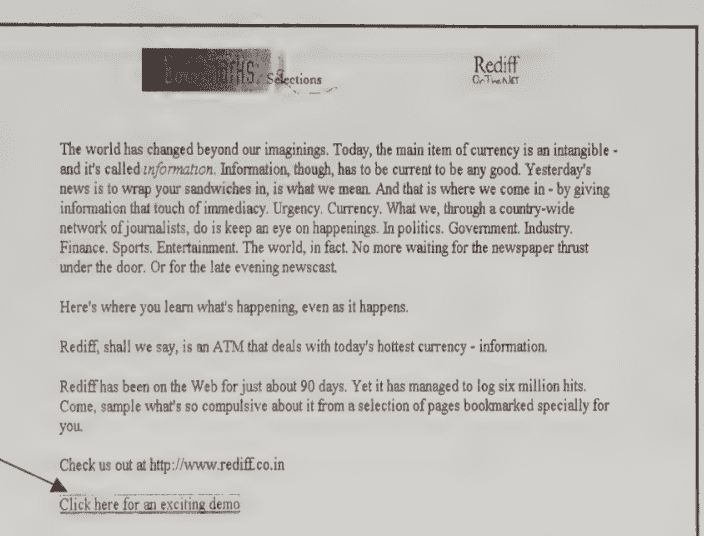 Selections
Rediff
On The NeT
The world has changed beyond our imaginings. Today, the main item of currency is an intangible -
and it's called information. Information, though, has to be current to be any good. Yesterday's
news is to wrap your sandwiches in, is what we mean. And that is where we come in - by giving
information that touch of immediacy. Urgency. Currency. What we, through a country-wide
network of journalists, do is keep an eye on happenings. In politics. Government. Industry.
Finance. Sports. Entertainment. The world, in fact. No more waiting for the newspaper thrust
under the door. Or for the late evening newscast.
Here's where you learn what's happening, even as it happens.
Rediff, shall we say, is an ATM that deals with today's hottest currency - information.
Rediff has been on the Web for just about 90 days. Yet it has managed to log six million hits.
Come, sample what's so compulsive about it from a selection of pages bookmarked specially for
you.
Check us out at http://www.rediff.co.in
Click here for an exciting demo